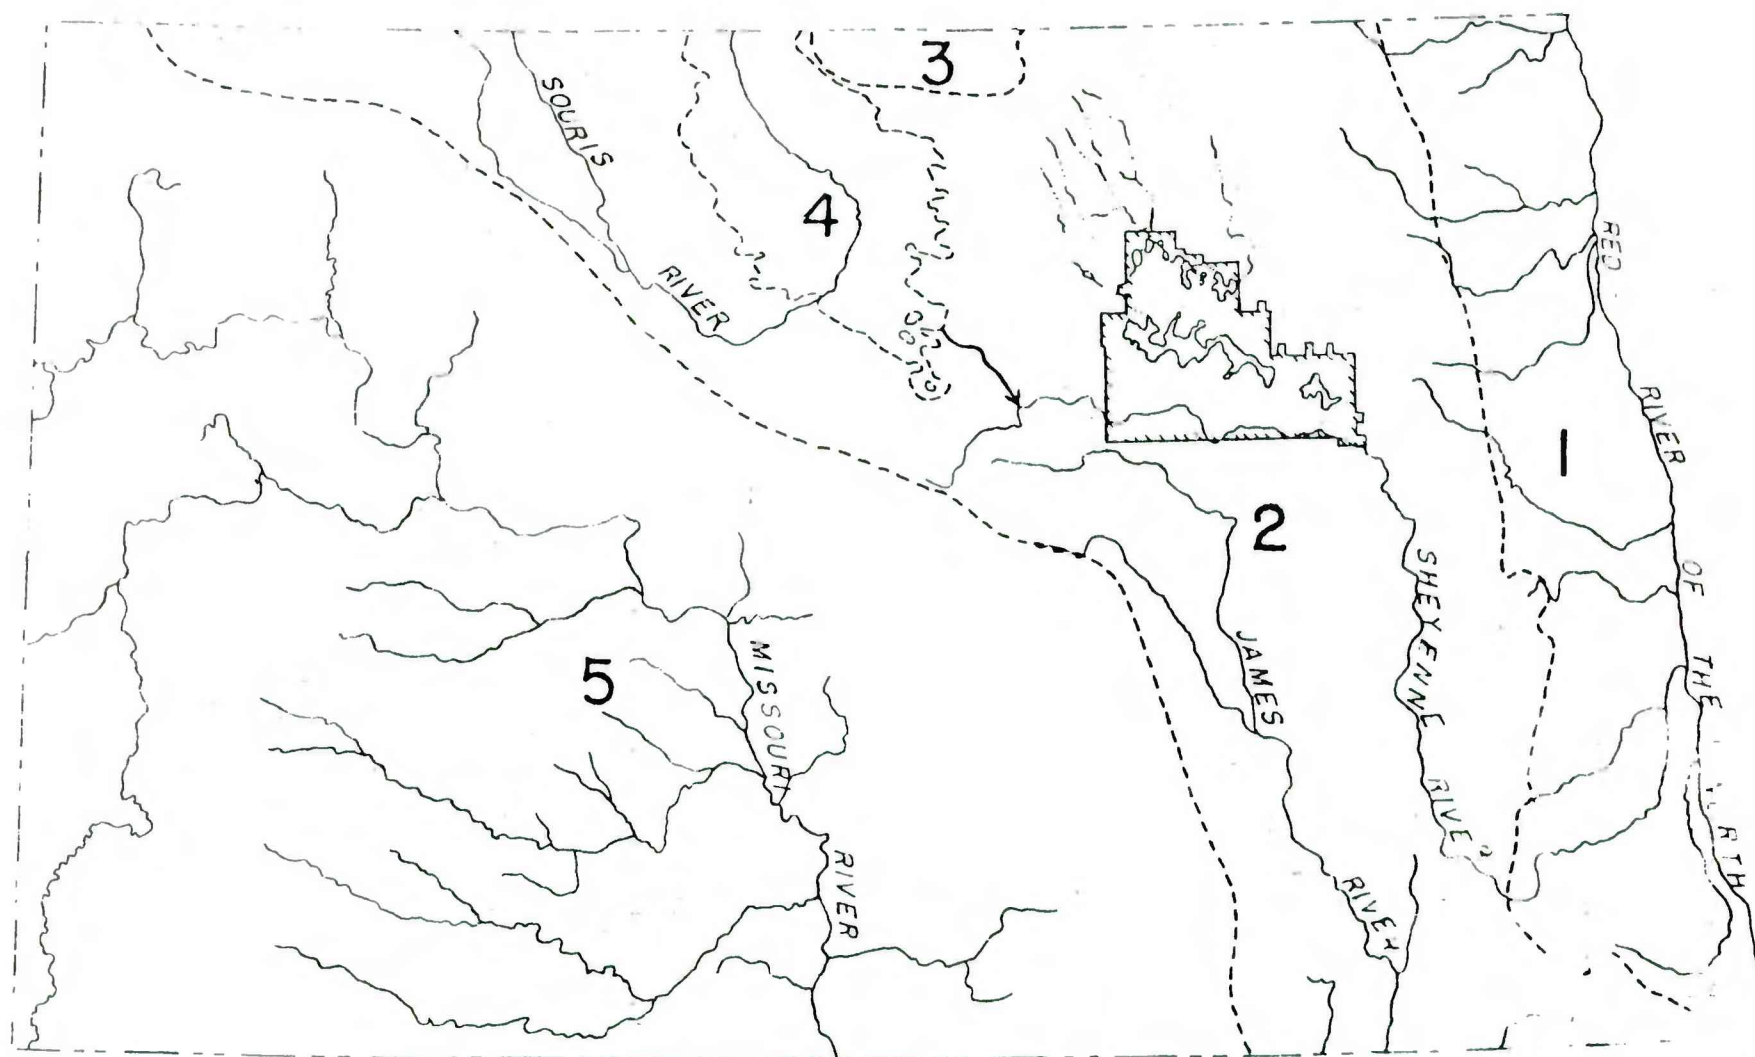 3
SOURIS
RIVER
4
RED
RIVER
OF
THE
1
2
SHEYENNE
RIVER
JAMES
RIVER
5
MISSOURI
RIVER